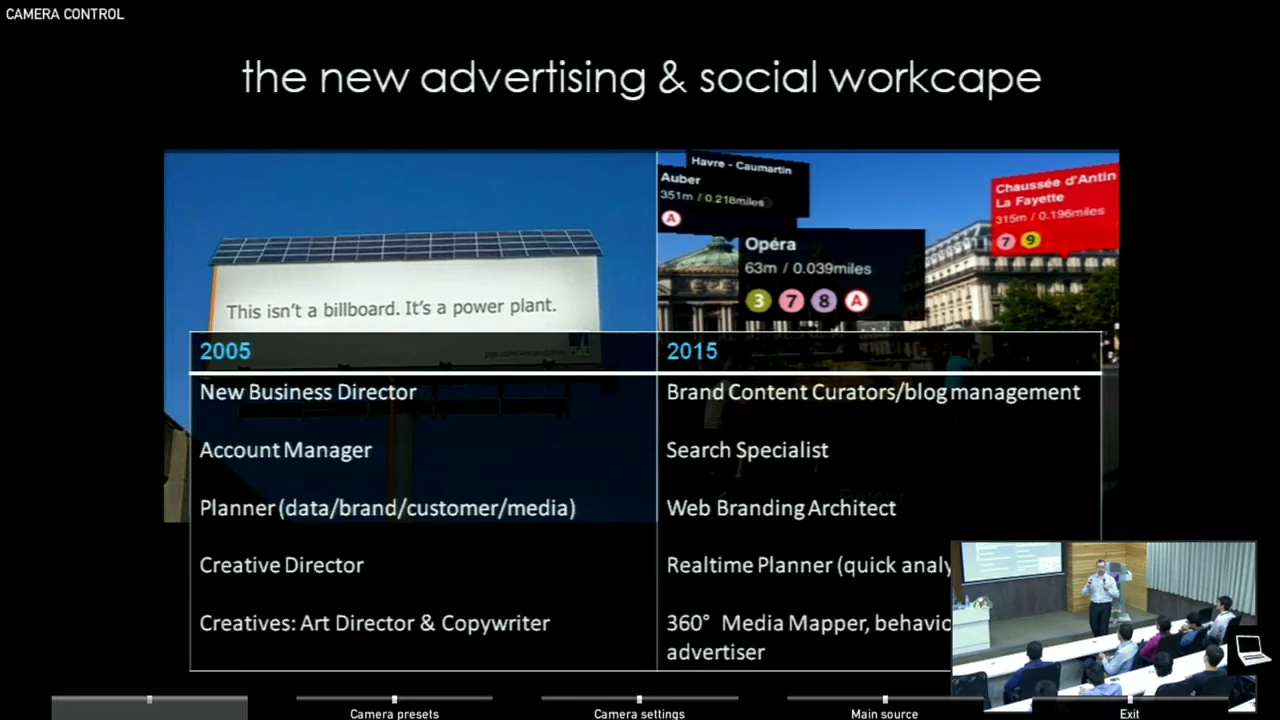 CAMERA CONTROL
the new advertising & social workcape
Havre - Caumartin
Auber
351m / 0.218miles
A
Opéra
63m / 0.039miles
3 7 8 A
Chaussée d'Antin
La Fayette
315m / 0.196miles
7 9
This isn't a billboard. It's a power plant.
2005
2015
New Business Director
Brand Content Curators/blog management
Account Manager
Search Specialist
Planner (data/brand/customer/media)
Web Branding Architect
Creative Director
Realtime Planner (quick analy
Creatives: Art Director & Copywriter
360° Media Mapper, behavio
advertiser
Camera presets
Camera settings
Main source
Exit